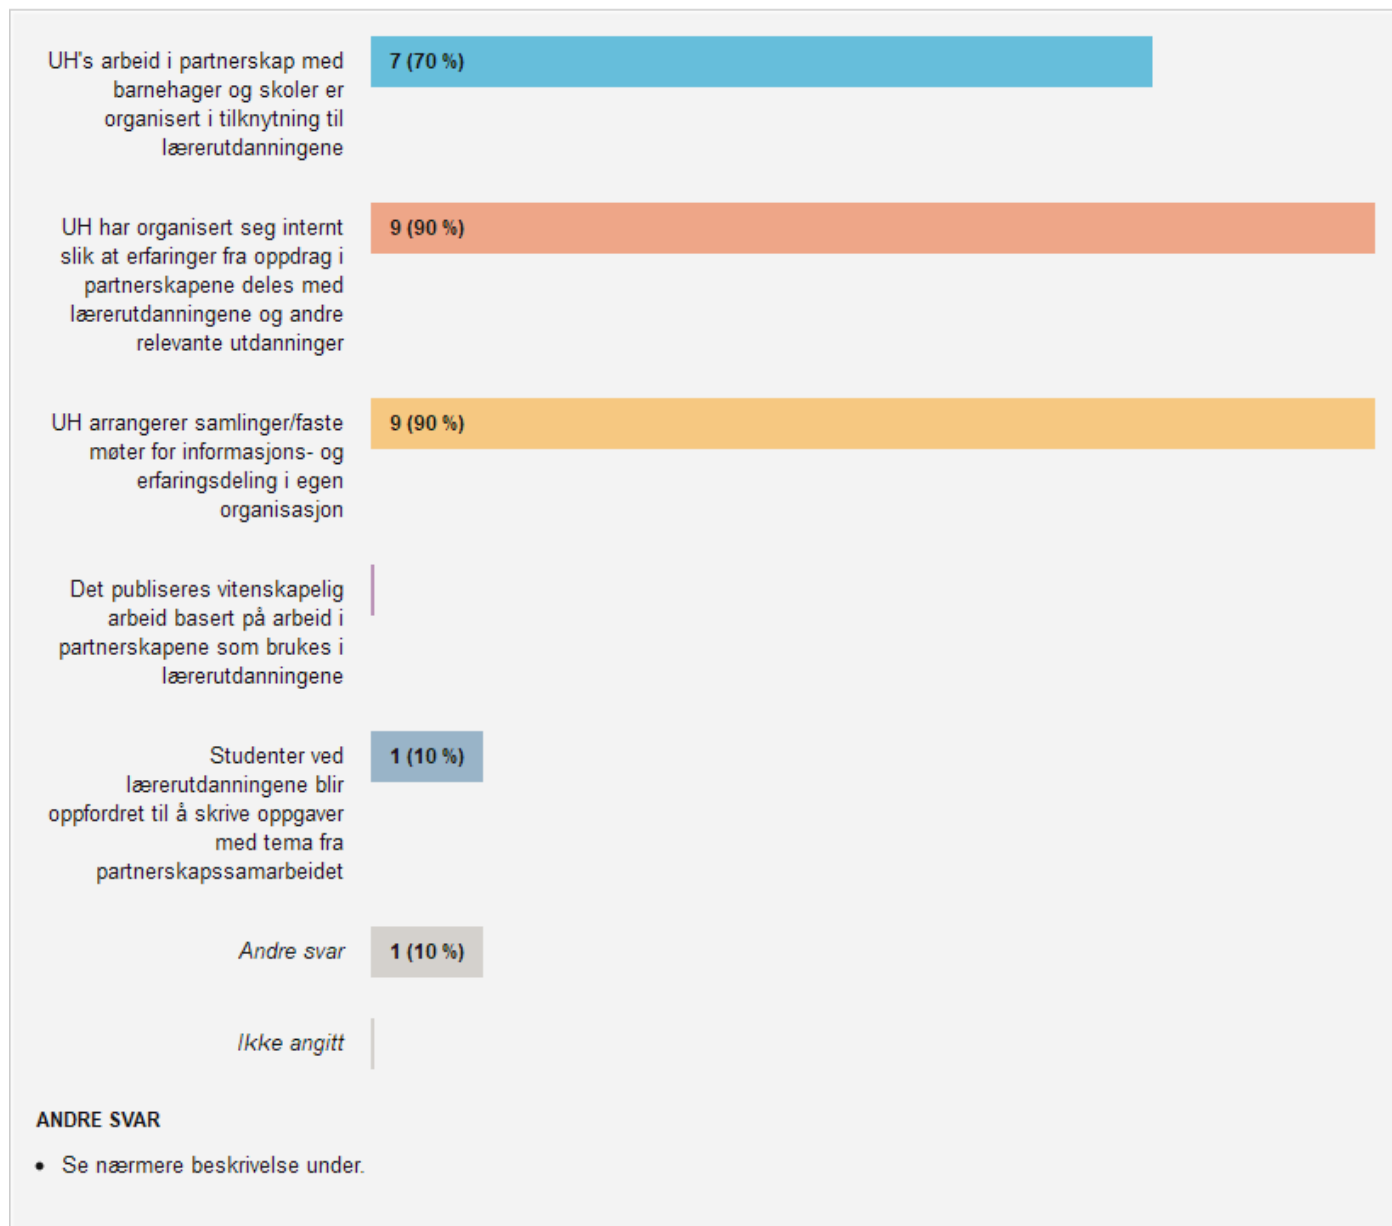 UH's arbeid i partnerskap med
barnehager og skoler er
organisert i tilknytning til
lærerutdanningene
7 (70 %)
UH har organisert seg internt
slik at erfaringer fra oppdrag i
partnerskapene deles med
lærerutdanningene og andre
relevante utdanninger
9 (90 %)
UH arrangerer samlinger/faste
møter for informasjons- og
erfaringsdeling i egen
organisasjon
9 (90 %)
Det publiseres vitenskapelig
arbeid basert på arbeid i
partnerskapene som brukes i
lærerutdanningene
Studenter ved
lærerutdanningene blir
oppfordret til å skrive oppgaver
med tema fra
partnerskapssamarbeidet
1 (10 %)
Andre svar
1 (10 %)
Ikke angitt
ANDRE SVAR
• Se nærmere beskrivelse under.